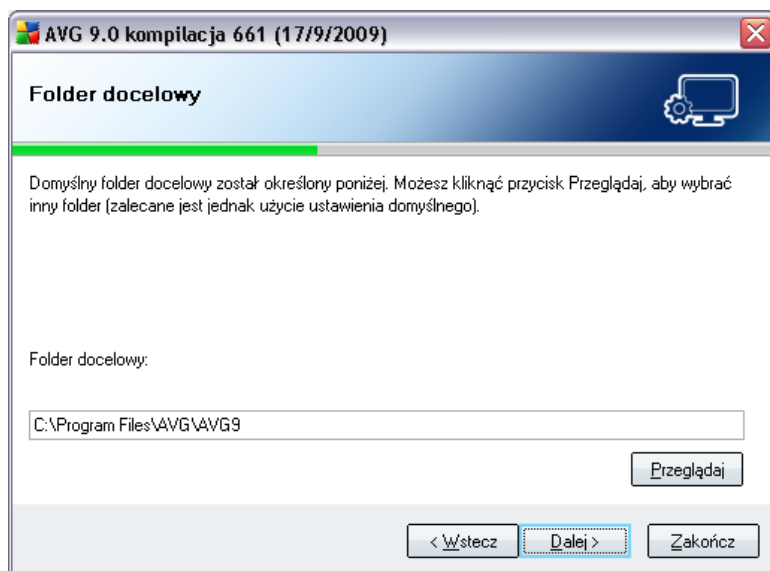 AVG 9.0 kompilacja 661 (17/9/2009)
Folder docelowy
Domyślny folder docelowy został określony poniżej. Możesz kliknąć przycisk Przeglądaj, aby wybrać
inny folder (zalecane jest jednak użycie ustawienia domyślnego).
Folder docelowy:
C:\Program Files\AVG\AVG9
Przeglądaj
< Wstecz
Dalej >
Zakończ